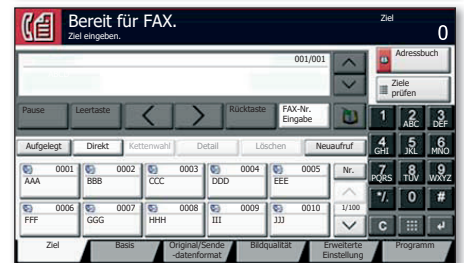 Bereit für FAX.
Ziel eingeben.
Ziel
0
001/001
Adressbuch
Ziele
prüfen
Pause
Leertaste
Rücktaste
FAX-Nr.
Eingabe
1
2
ABC
3
DEF
Aufgelegt
Direkt
Kettenwahl
Detail
Löschen
Neuaufruf
4
GHI
5
JKL
6
MNO
0001
AAA
0002
BBB
0003
CCC
0004
DDD
0005
EEE
Nr.
7
PQRS
8
TUV
9
WXYZ
0006
FFF
0007
GGG
0008
HHH
0009
III
0010
JJJ
1/100
*/.
0
#
C
Ziel
Basis
Original/Sende
-datenformat
Bildqualität
Erweiterte
Einstellung
Programm